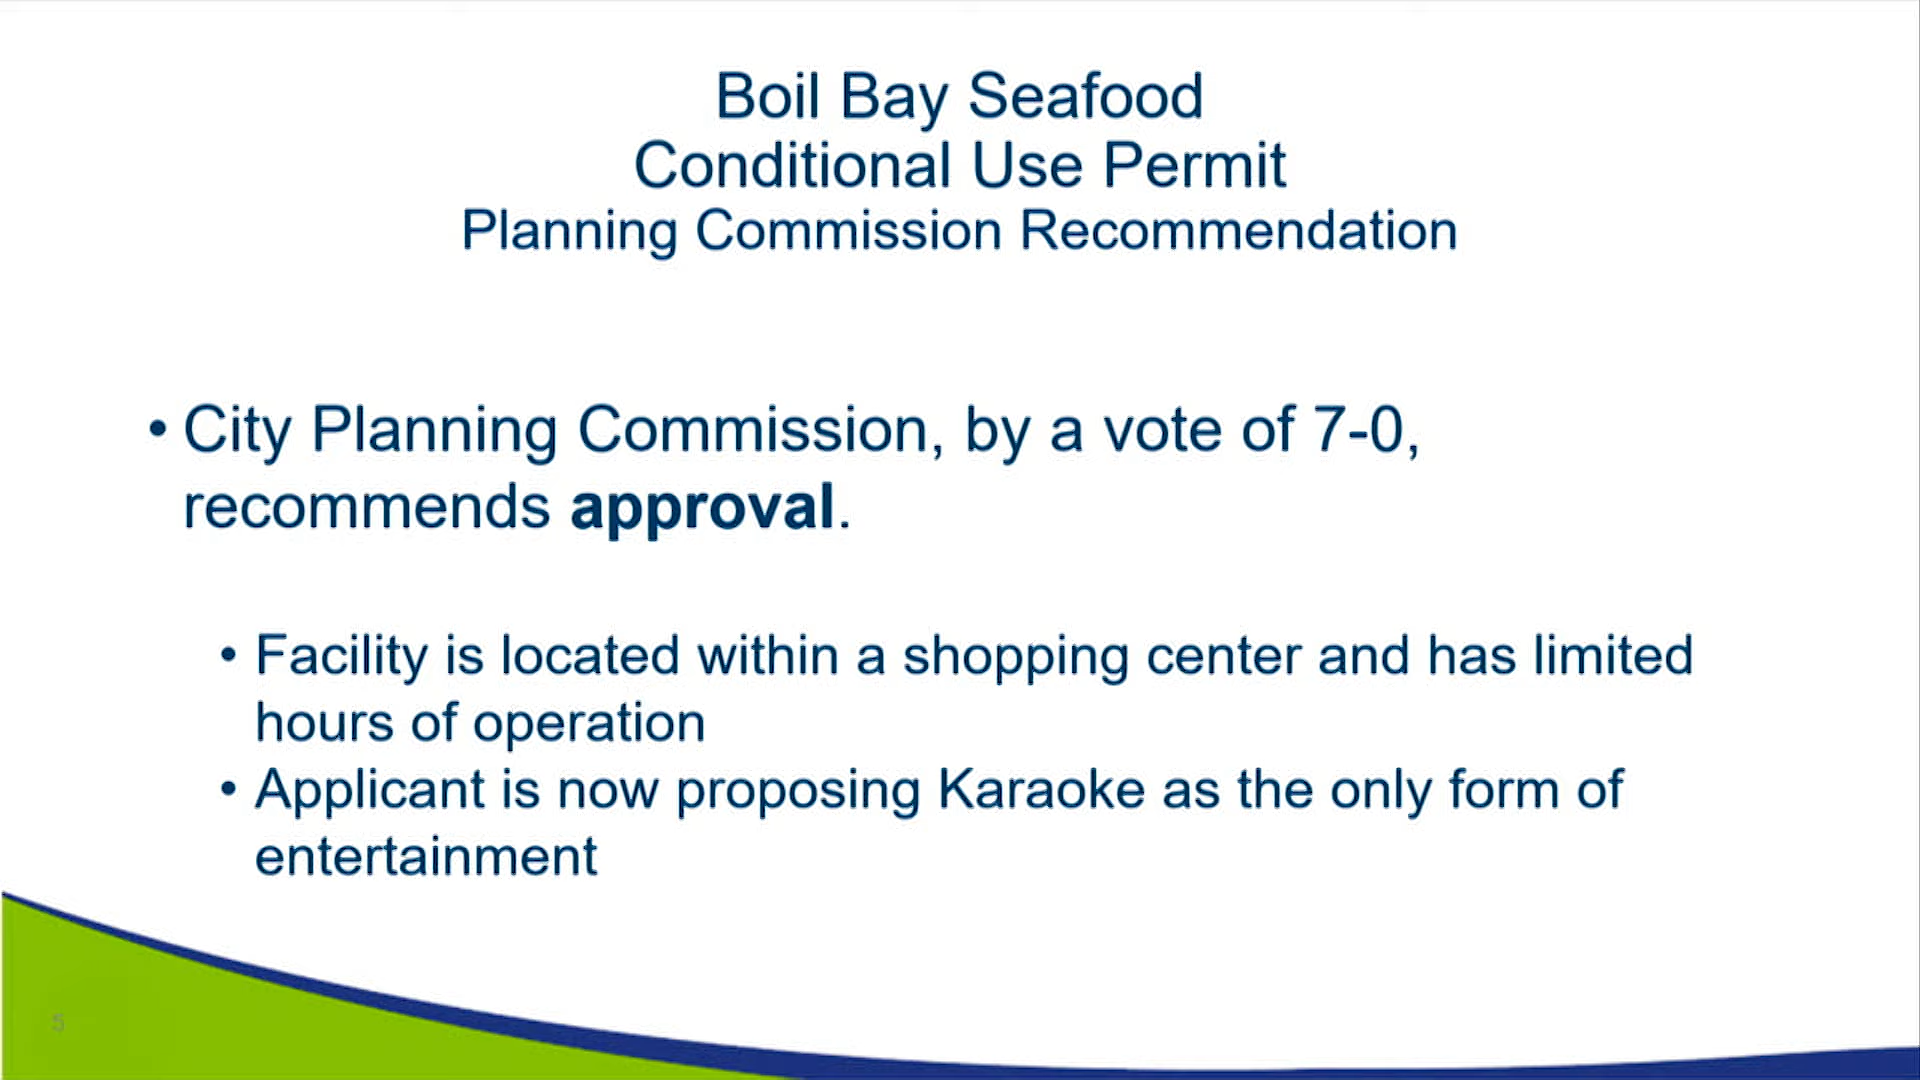 Boil Bay Seafood
Conditional Use Permit
Planning Commission Recommendation
• City Planning Commission, by a vote of 7-0,
recommends approval.
• Facility is located within a shopping center and has limited
hours of operation
• Applicant is now proposing Karaoke as the only form of
entertainment
5